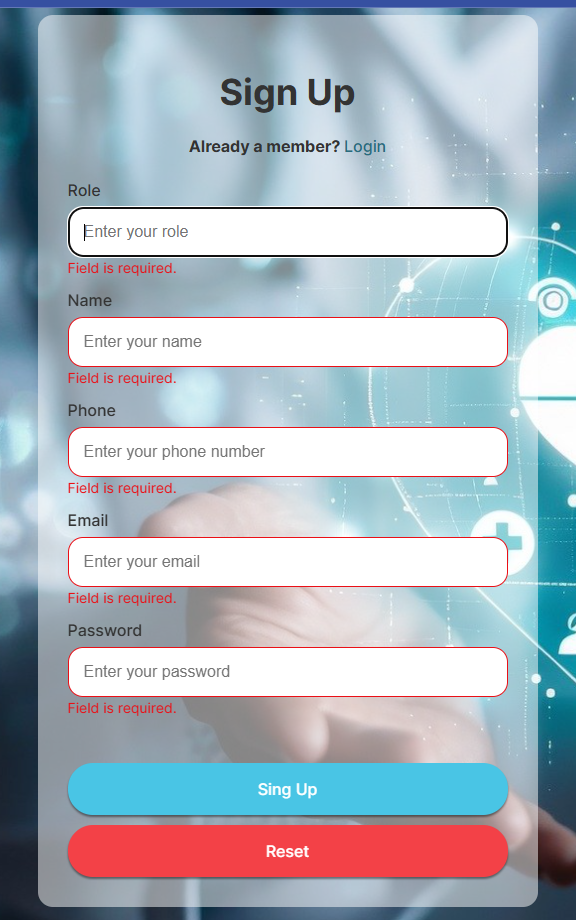 Sign Up
Already a member? Login
Role
Enter your role
Field is required.
Name
Enter your name
Field is required.
Phone
Enter your phone number
Field is required.
Email
Enter your email
Field is required.
Password
Enter your password
Field is required.
Sing Up
Reset